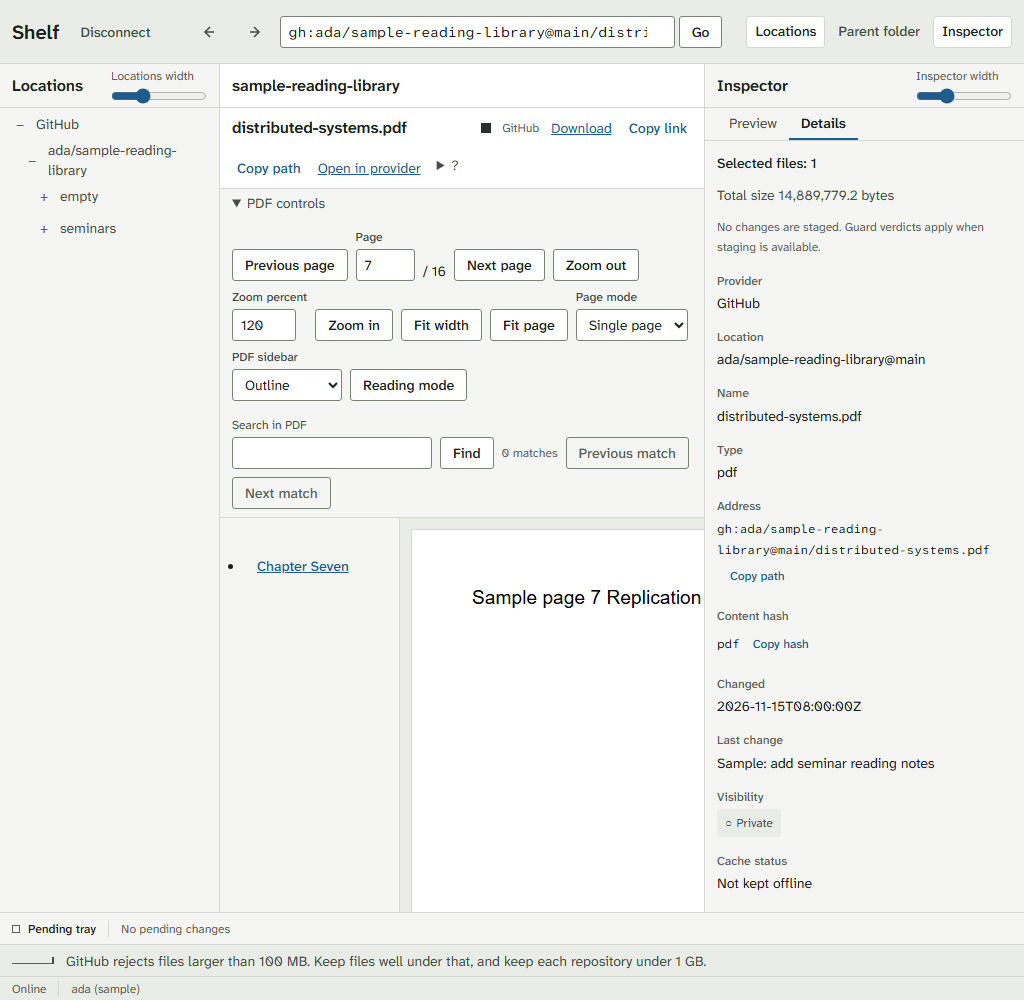 Shelf Disconnect ← → gh:ada/sample-reading-library@main/distri Go Locations Parent folder Inspector
Locations Locations width
− GitHub
− ada/sample-reading-
library
+ empty
+ seminars
sample-reading-library
distributed-systems.pdf GitHub Download Copy link
Copy path Open in provider ▶ ?
▼ PDF controls
Page
Previous page 7 / 16 Next page Zoom out
Zoom percent Page mode
120 Zoom in Fit width Fit page Single page
PDF sidebar
Outline Reading mode
Search in PDF
Find 0 matches Previous match
Next match
• Chapter Seven
Sample page 7 Replication
Inspector Inspector width
Preview Details
Selected files: 1
Total size 14,889,779.2 bytes
No changes are staged. Guard verdicts apply when
staging is available.
Provider
GitHub
Location
ada/sample-reading-library@main
Name
distributed-systems.pdf
Type
pdf
Address
gh:ada/sample-reading-
library@main/distributed-systems.pdf
Copy path
Content hash
pdf Copy hash
Changed
2026-11-15T08:00:00Z
Last change
Sample: add seminar reading notes
Visibility
○ Private
Cache status
Not kept offline
Pending tray No pending changes
GitHub rejects files larger than 100 MB. Keep files well under that, and keep each repository under 1 GB.
Online ada (sample)